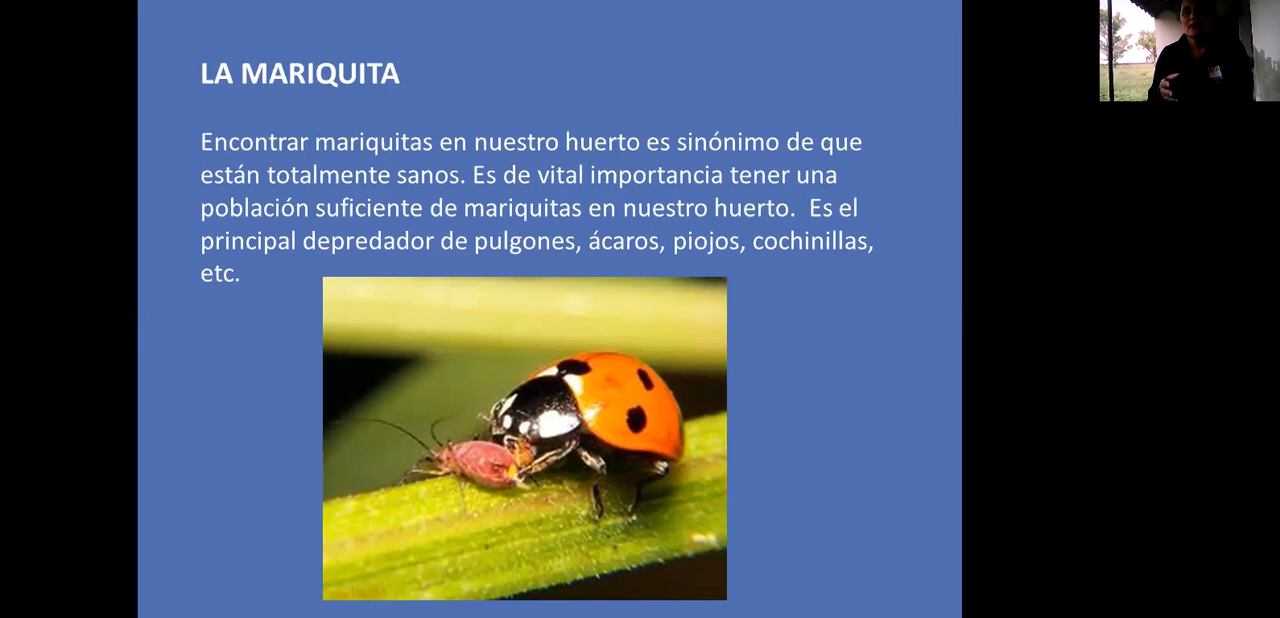 LA MARIQUITA
Encontrar mariquitas en nuestro huerto es sinónimo de que
están totalmente sanos. Es de vital importancia tener una
población suficiente de mariquitas en nuestro huerto.  Es el
principal depredador de pulgones, ácaros, piojos, cochinillas,
etc.